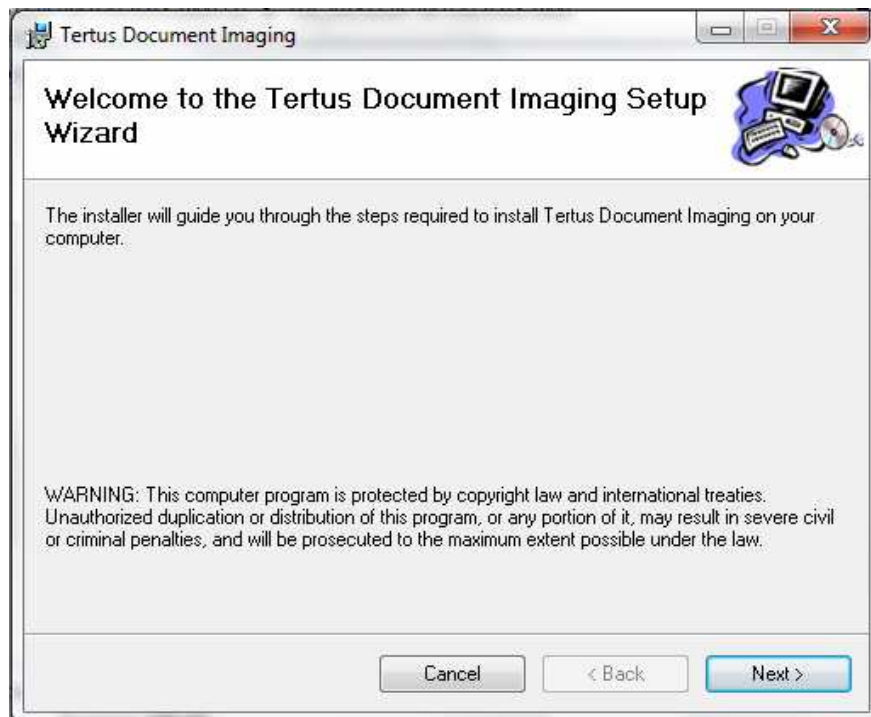 Tertus Document Imaging
Welcome to the Tertus Document Imaging Setup
Wizard
The installer will guide you through the steps required to install Tertus Document Imaging on your
computer.
WARNING: This computer program is protected by copyright law and international treaties.
Unauthorized duplication or distribution of this program, or any portion of it, may result in severe civil
or criminal penalties, and will be prosecuted to the maximum extent possible under the law.
Cancel
< Back
Next >